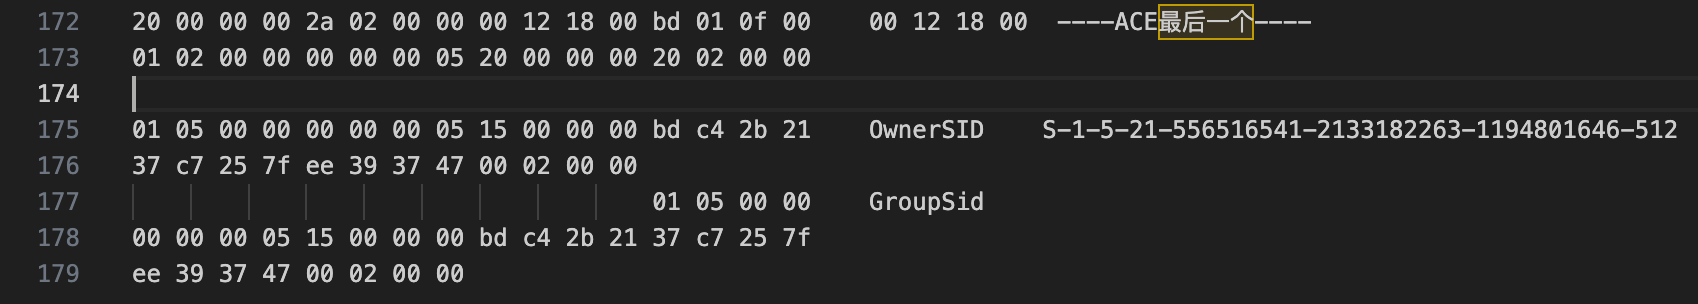 172 20 00 00 00 2a 02 00 00 00 12 18 00 bd 01 0f 00 00 12 18 00 ----ACE最后一个----
173 01 02 00 00 00 00 00 05 20 00 00 00 20 02 00 00
174
175 01 05 00 00 00 00 00 05 15 00 00 00 bd c4 2b 21 OwnerSID S-1-5-21-556516541-2133182263-1194801646-512
176 37 c7 25 7f ee 39 37 47 00 02 00 00
177 01 05 00 00 GroupSid
178 00 00 00 05 15 00 00 00 bd c4 2b 21 37 c7 25 7f
179 ee 39 37 47 00 02 00 00